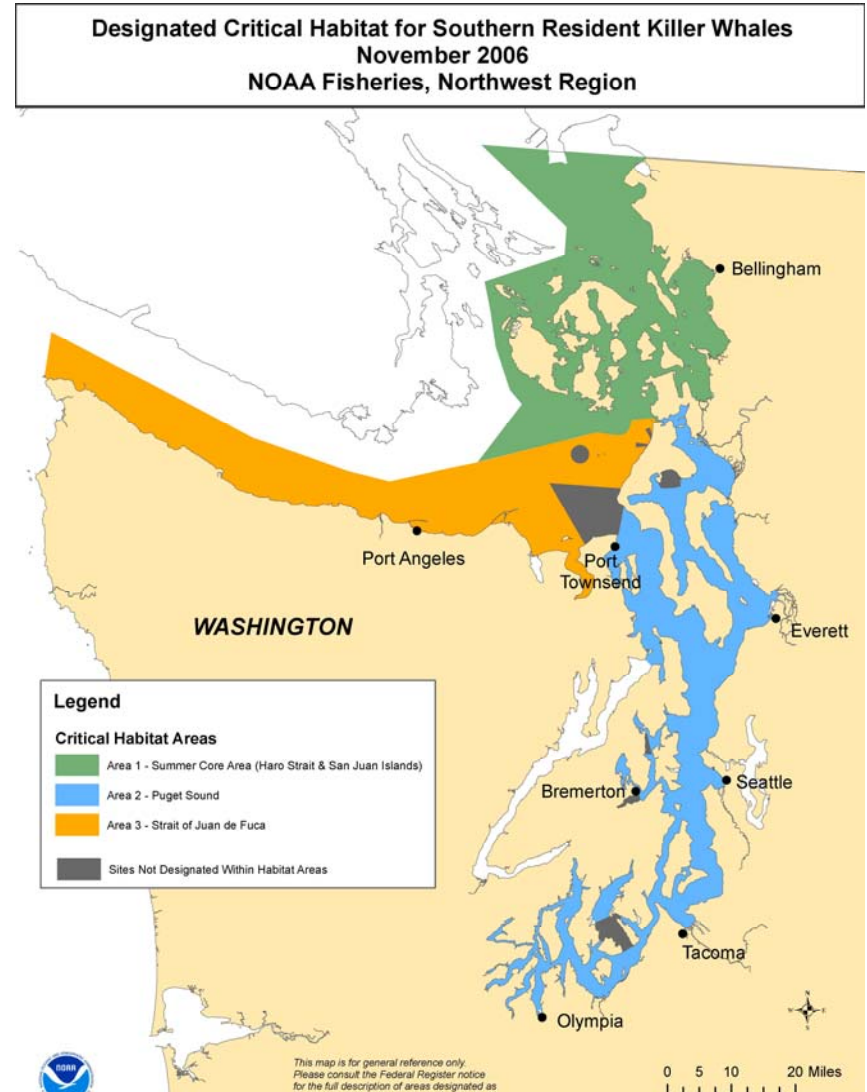 Designated Critical Habitat for Southern Resident Killer Whales
November 2006
NOAA Fisheries, Northwest Region
Bellingham
Port Angeles
Port
Townsend
Everett
WASHINGTON
Legend
Critical Habitat Areas
Area 1 - Summer Core Area (Haro Strait & San Juan Islands)
Area 2 - Puget Sound
Area 3 - Strait of Juan de Fuca
Sites Not Designated Within Habitat Areas
Bremerton
Seattle
Tacoma
Olympia
N
W
E
S
NOAA
This map is for general reference only.
Please consult the Federal Register notice
for the full description of areas designated as
0 5 10 20 Miles